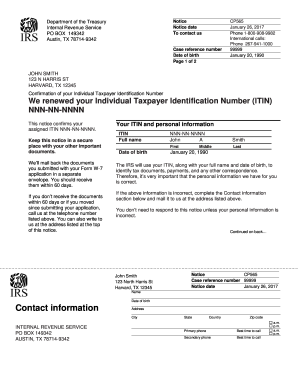 IRS
Department of the Treasury
Internal Revenue Service
PO BOX 149342
Austin, TX 78714-9342
Notice CP565
Notice date January 26, 2017
To contact us Phone 1-800-908-9982
International calls:
Phone 267-941-1000
Case reference number 99999
Date of birth January 20, 1990
Page 1 of 2
JOHN SMITH
123 N HARRIS ST
HARVARD, TX 12345
Confirmation of your Individual Taxpayer Identification Number
We renewed your Individual Taxpayer Identification Number (ITIN)
NNN-NN-NNNN
This notice confirms your
assigned ITIN NN-NN-NNNN.
Keep this notice in a secure
place with your other important
documents.
We'll mail back the documents
you submitted with your Form W-7
application in a separate
envelope. You should receive
them within 60 days.
If you don't receive the documents
within 60 days or if you moved
since submitting your application,
call us at the telephone number
listed above. You can also write to
us at the address listed at the top
of this notice.
Your ITIN and personal information
ITIN NNN-NN-NNNN
Full name John A Smith
First Middle Last
Date of birth January 20, 1990
The IRS will use your ITIN, along with your full name and date of birth, to
identify tax documents, payments, and any other correspondence.
Therefore, it's very important that the personal information we have for you
is correct.
If the above information is incorrect, complete the Contact information
section below and mail it to us at the address listed above.
You don't need to respond to this notice unless your personal information is
incorrect.
Continued on back...
IRS
John Smith
123 North Harris St
Harvard, TX 12345
Notice CP565
Case reference number 99999
Notice date January 26, 2017
Contact information
INTERNAL REVENUE SERVICE
PO BOX 149342
AUSTIN, TX 78714-9342
Name
Date of birth
Address
City State Country Zip code
a.m.
p.m.
Primary phone Best time to call
a.m.
p.m.
Secondary phone Best time to call